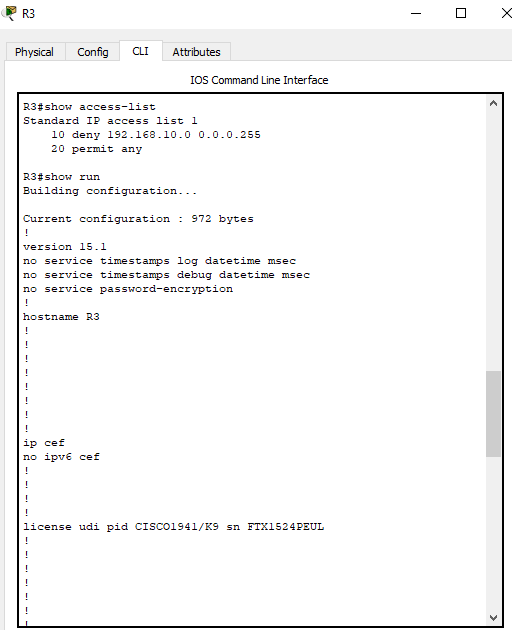 R3
Physical Config CLI Attributes
IOS Command Line Interface
R3#show access-list
Standard IP access list 1
    10 deny 192.168.10.0 0.0.0.255
    20 permit any

R3#show run
Building configuration...

Current configuration : 972 bytes
!
version 15.1
no service timestamps log datetime msec
no service timestamps debug datetime msec
no service password-encryption
!
hostname R3
!
!
!
!
!
!
!
!
ip cef
no ipv6 cef
!
!
!
!
license udi pid CISCO1941/K9 sn FTX1524PEUL
!
!
!
!
!
!
!